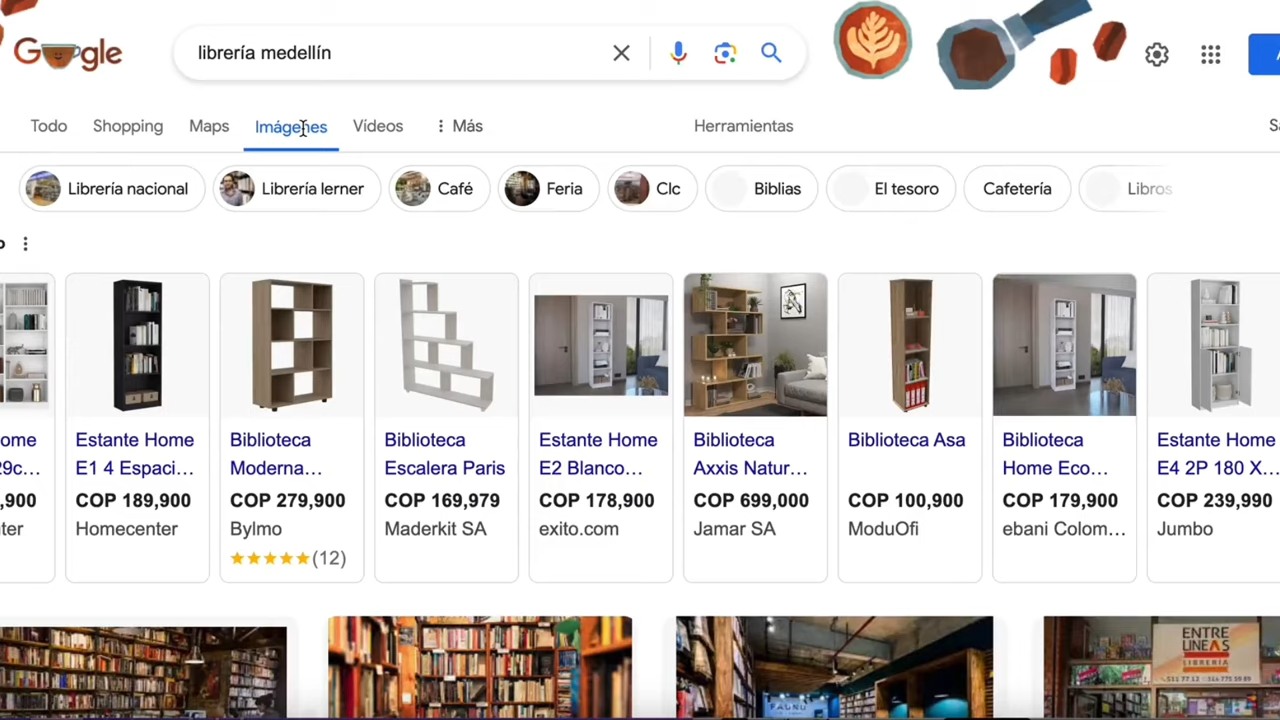 Google
librería medellín
Todo
Shopping
Maps
Imágenes
Vídeos
Más
Herramientas
Librería nacional
Librería lerner
Café
Feria
Clc
Biblias
El tesoro
Cafetería
Libros
Estante Home
E1 4 Espaci...
COP 189,900
Homecenter
Biblioteca
Moderna...
COP 279,900
Bylmo
(12)
Biblioteca
Escalera Paris
COP 169,979
Maderkit SA
Estante Home
E2 Blanco...
COP 178,900
exito.com
Biblioteca
Axxis Natur...
COP 699,000
Jamar SA
Biblioteca Asa
COP 100,900
ModuOfi
Biblioteca
Home Eco...
COP 179,900
ebani Colom...
Estante Home
E4 2P 180 X...
COP 239,990
Jumbo
ENTRE
LINEAS
LIBRERIA